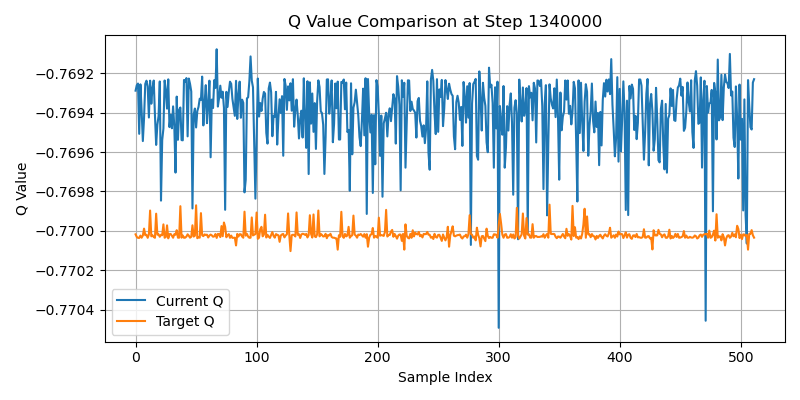 Q Value Comparison at Step 1340000
Q Value
−0.7692
−0.7694
−0.7696
−0.7698
−0.7700
−0.7702
−0.7704
Current Q
Target Q
0 100 200 300 400 500
Sample Index